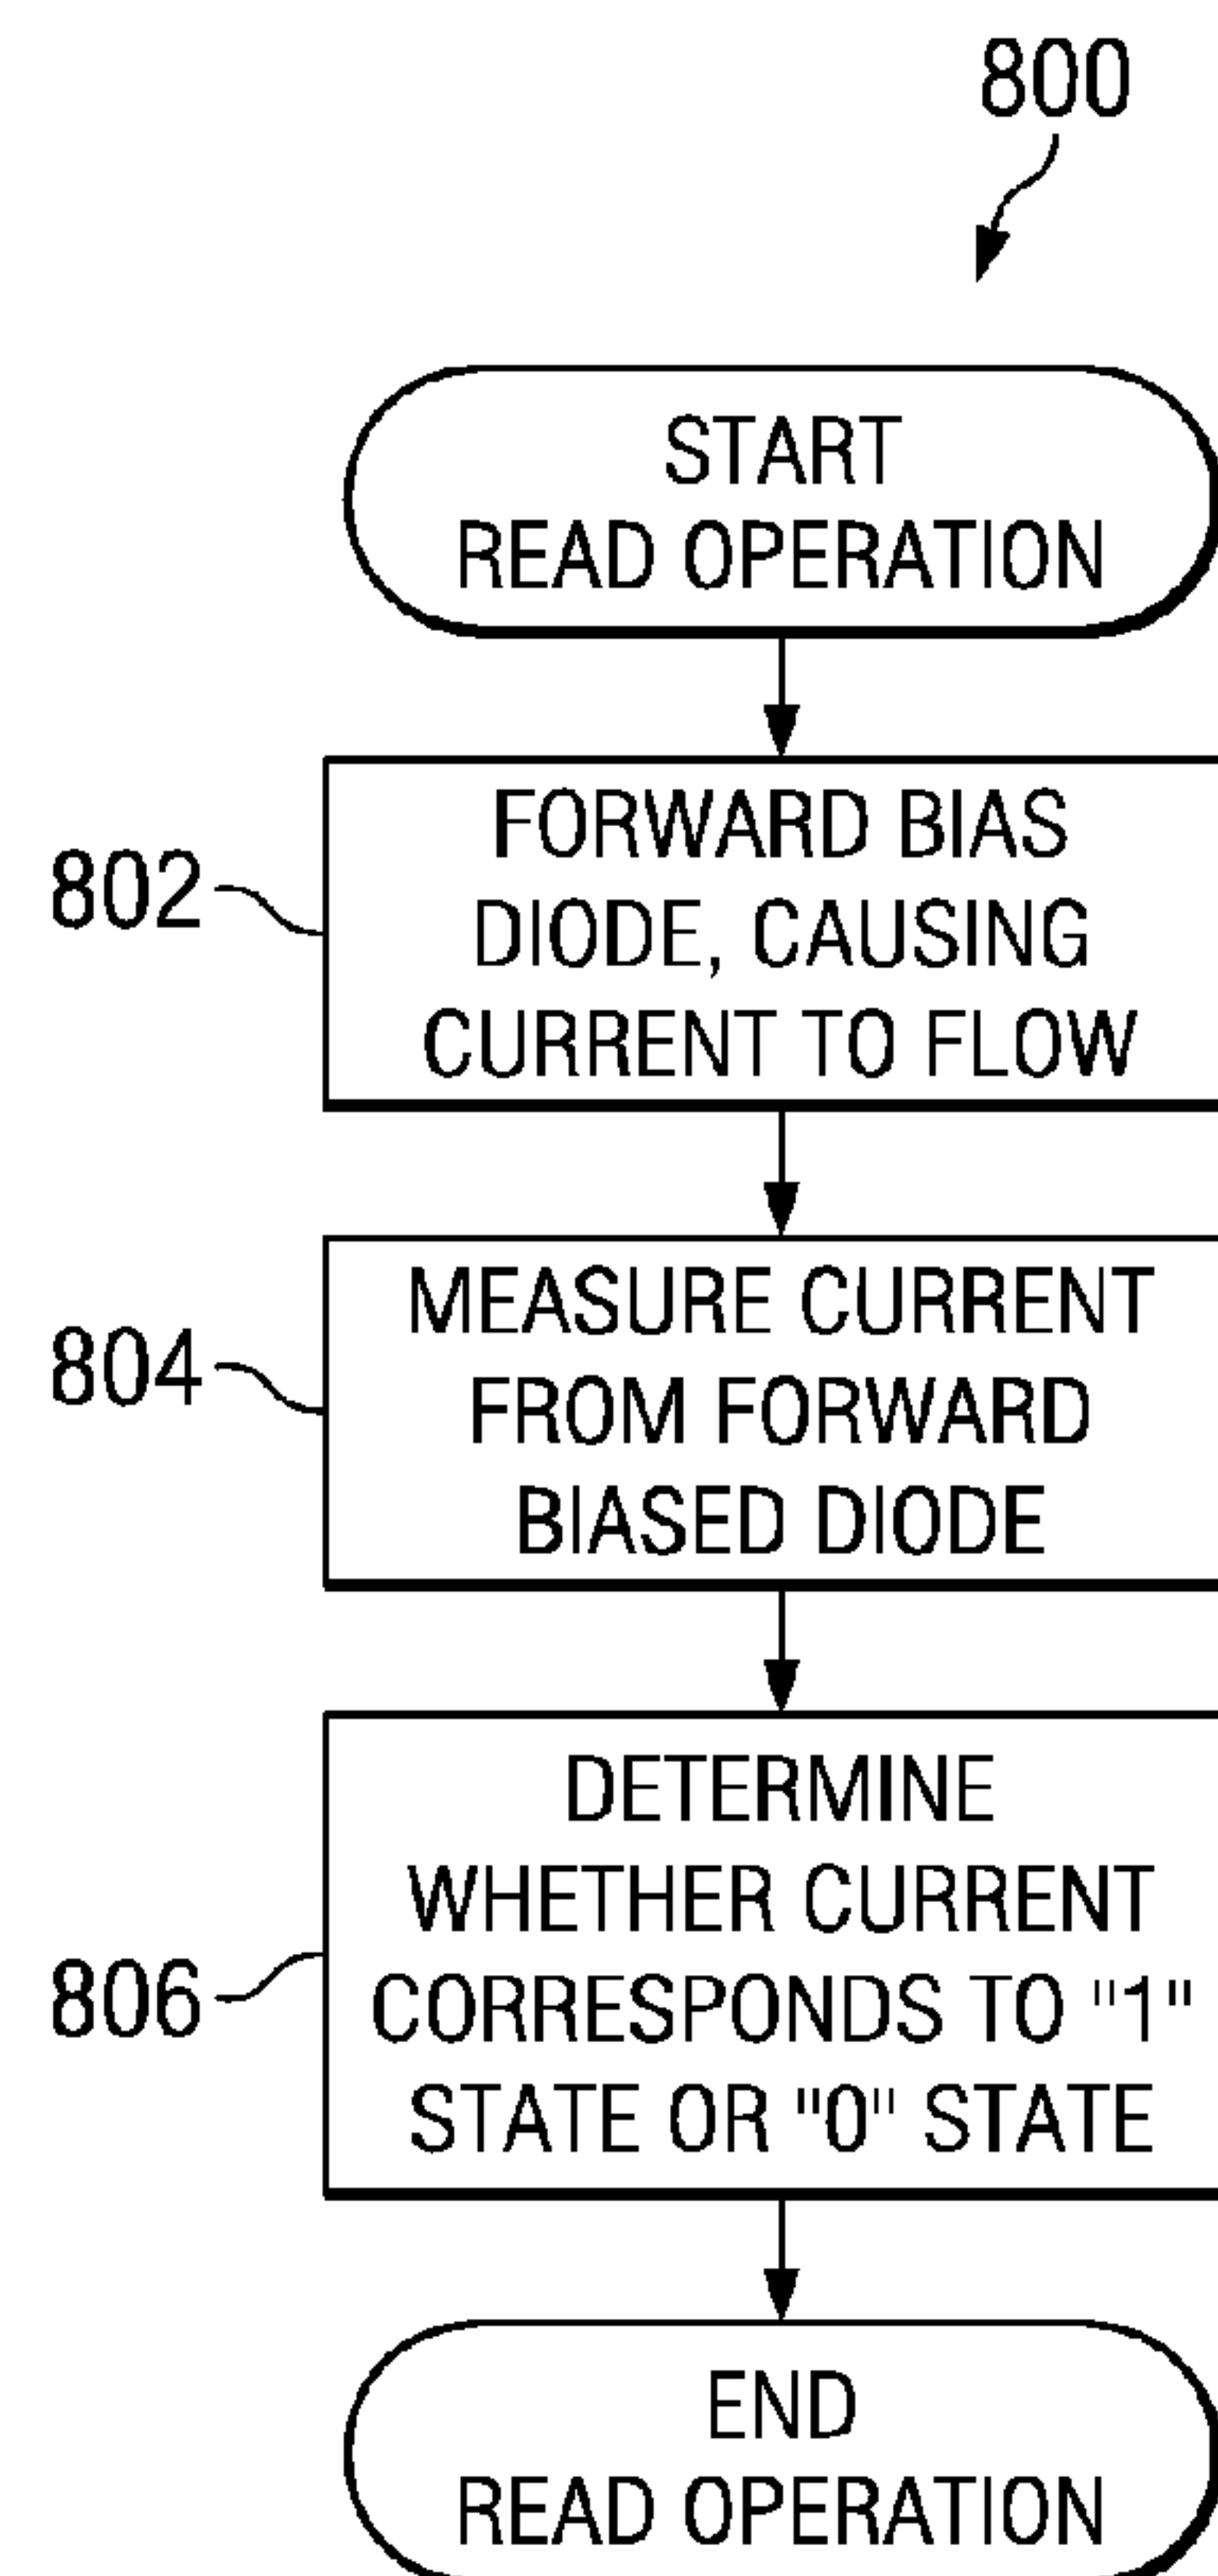 800
START
READ OPERATION
802
FORWARD BIAS
DIODE, CAUSING
CURRENT TO FLOW
804
MEASURE CURRENT
FROM FORWARD
BIASED DIODE
806
DETERMINE
WHETHER CURRENT
CORRESPONDS TO "1"
STATE OR "0" STATE
END
READ OPERATION